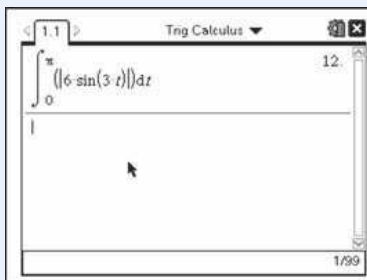 1.1 Trig Calculus
π
∫ (|6·sin(3·t)|)dt 12.
0
1/99